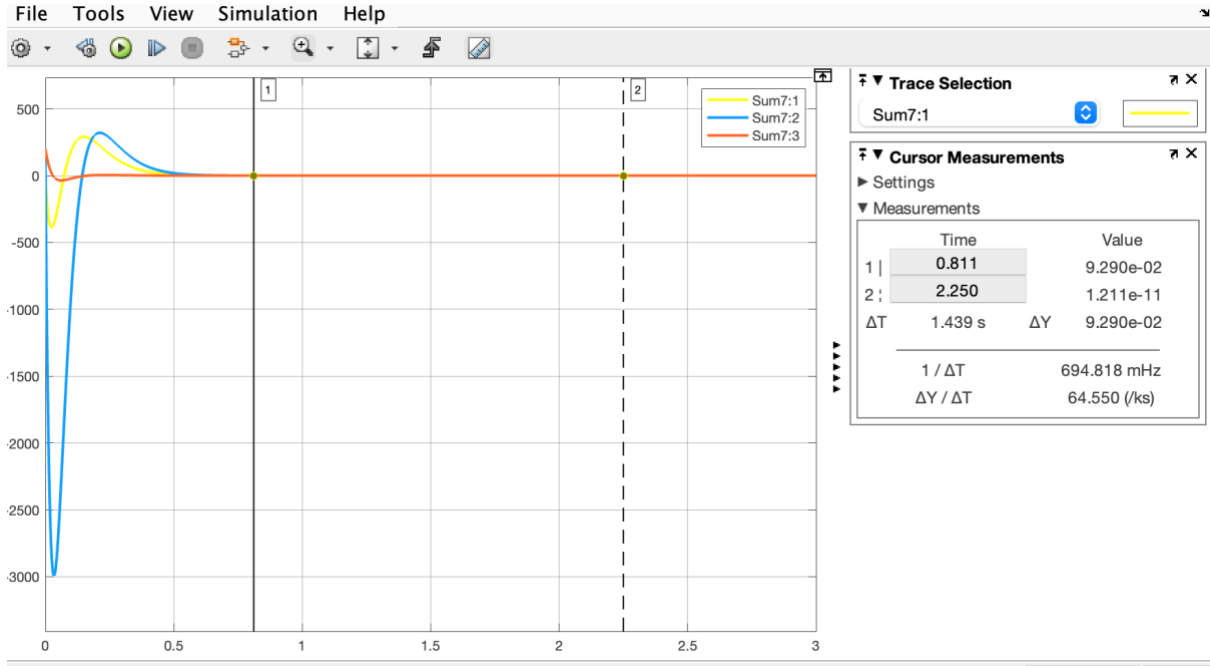 File Tools View Simulation Help
1
2
Sum7:1
Sum7:2
Sum7:3
500
0
-500
-1000
-1500
-2000
-2500
-3000
0 0.5 1 1.5 2 2.5 3
Trace Selection
Sum7:1
Cursor Measurements
Settings
Measurements
Time Value
1 | 0.811 9.290e-02
2 ¦ 2.250 1.211e-11
ΔT 1.439 s ΔY 9.290e-02
1 / ΔT 694.818 mHz
ΔY / ΔT 64.550 (/ks)